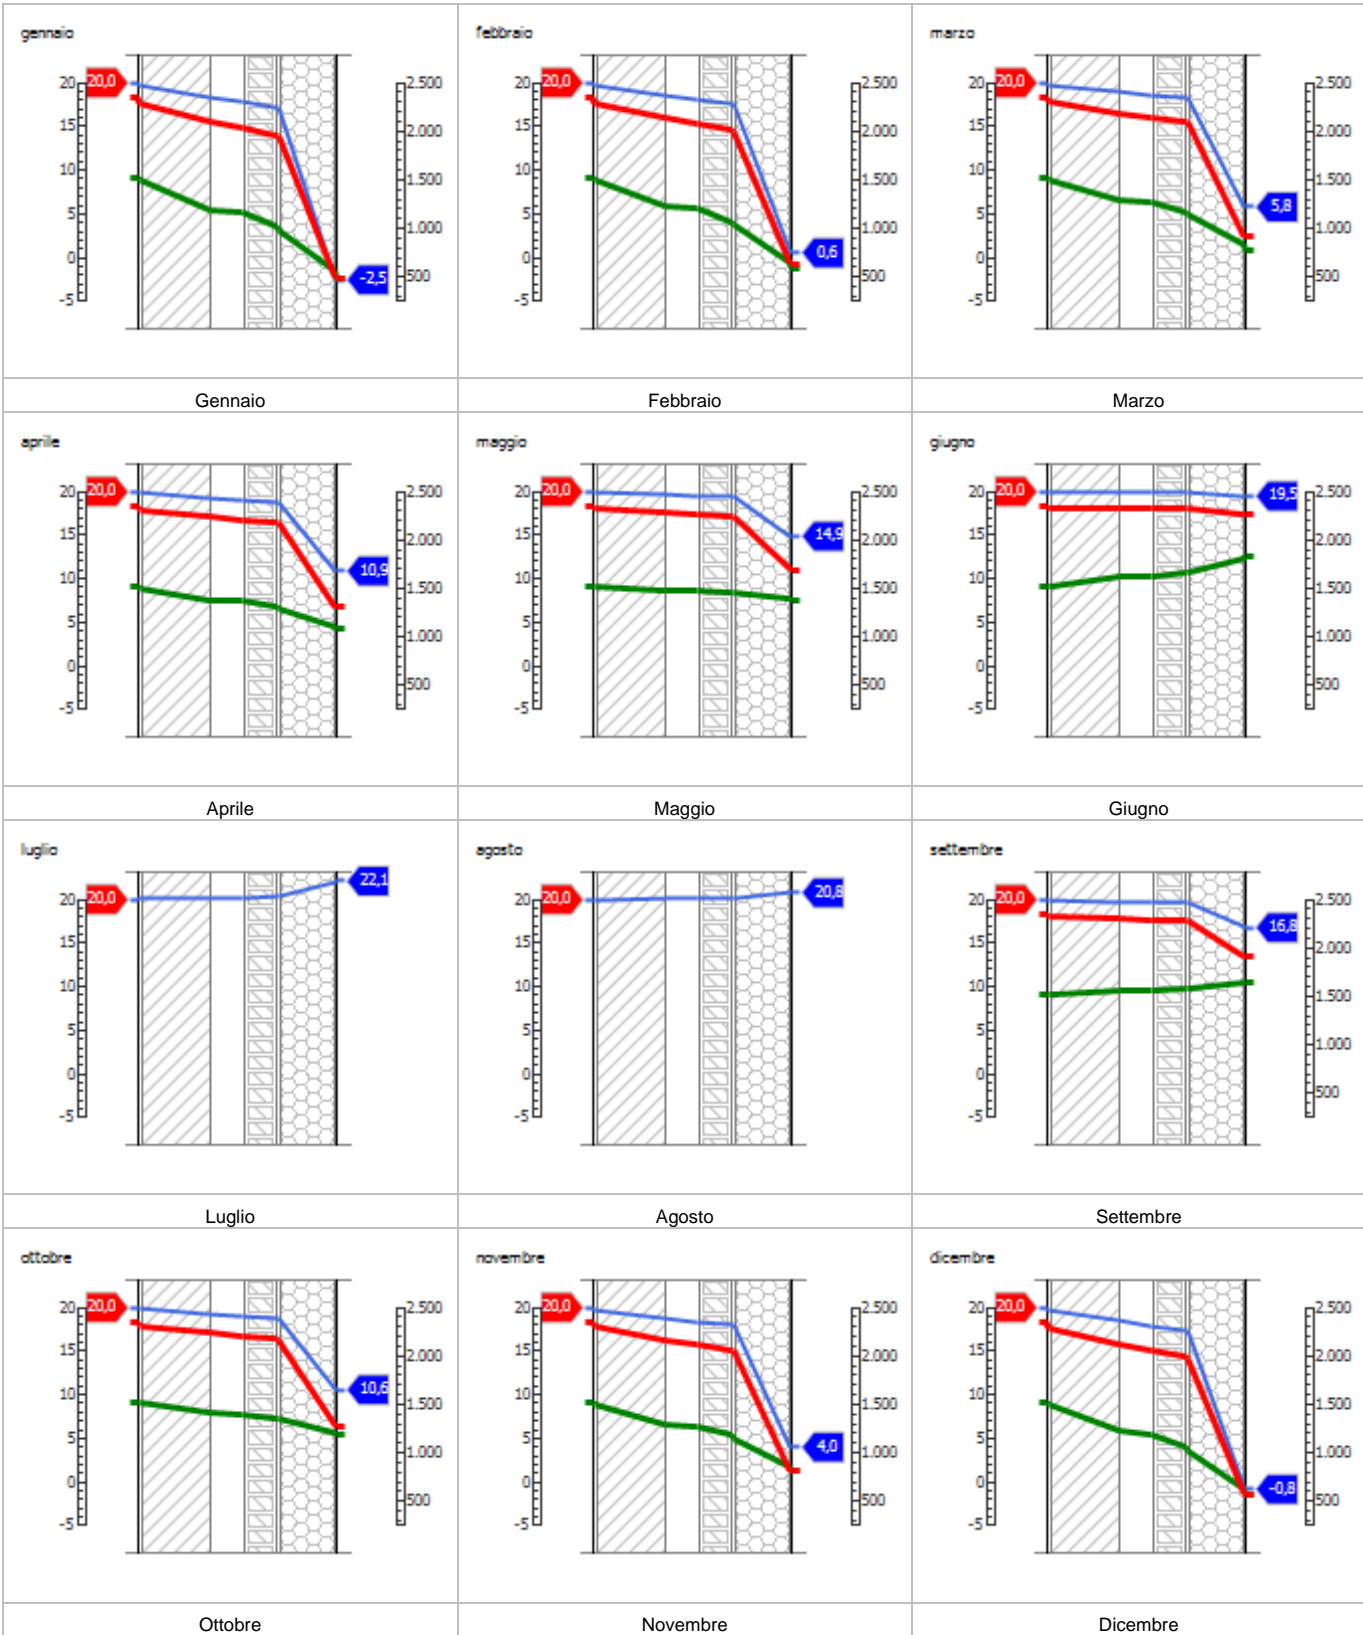 gennaio febbraio marzo
20 20,0 2.500 20 20,0 2.500 20 20,0 2.500
15 2.000 15 2.000 15 2.000
10 1.500 10 1.500 10 1.500
5 1.000 5 1.000 5 5,8 1.000
0 500 0 0,6 500 0 500
-5 -2,5 -5 -5
Gennaio Febbraio Marzo
aprile maggio giugno
20 20,0 2.500 20 20,0 2.500 20 20,0 19,5 2.500
15 2.000 15 14,9 2.000 15 2.000
10 10,9 1.500 10 1.500 10 1.500
5 1.000 5 1.000 5 1.000
0 500 0 500 0 500
-5 -5 -5
Aprile Maggio Giugno
luglio agosto settembre
20 20,0 22,1 20 20,0 20,8 20 20,0 2.500
15 15 15 16,8 2.000
10 10 10 1.500
5 5 5 1.000
0 0 0 500
-5 -5 -5
Luglio Agosto Settembre
ottobre novembre dicembre
20 20,0 2.500 20 20,0 2.500 20 20,0 2.500
15 2.000 15 2.000 15 2.000
10 10,6 1.500 10 1.500 10 1.500
5 1.000 5 4,0 1.000 5 1.000
0 500 0 500 0 -0,8 500
-5 -5 -5
Ottobre Novembre Dicembre